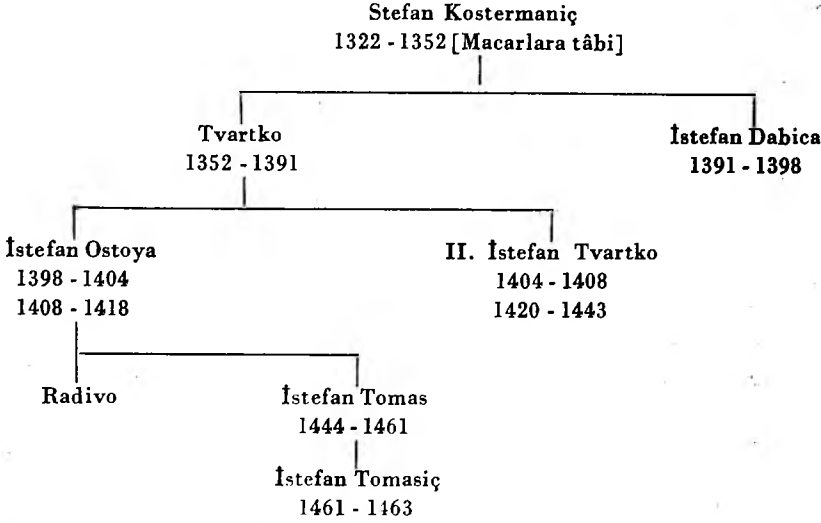 Stefan Kostermaniç
1322 - 1352 [Macarlara tâbi]
Tvartko
1352 - 1391
İstefan Dabica
1391 - 1398
İstefan Ostoya
1398 - 1404
1408 - 1418
II. İstefan Tvartko
1404 - 1408
1420 - 1443
Radivo
İstefan Tomas
1444 - 1461
İstefan Tomasiç
1461 - 1463